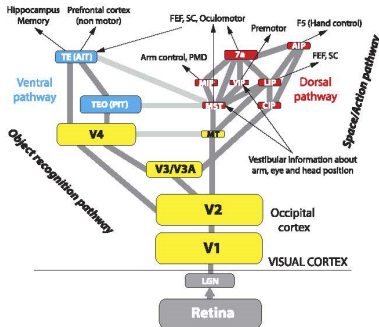 Hippocampus
Memory
Prefrontal cortex
(non motor)
FEF, SC, Oculomotor
F5 (Hand control)
Premotor
TE (AIT)
7a
AIP
Arm control, PMD
FEF, SC
MIP
VIP
LIP
Ventral
pathway
Dorsal
pathway
Space/Action pathway
TEO (PIT)
MST
CIP
V4
MT
Object recognition pathway
V3/V3A
Vestibular information about
arm, eye and head position
V2
Occipital
cortex
V1
VISUAL CORTEX
LGN
Retina